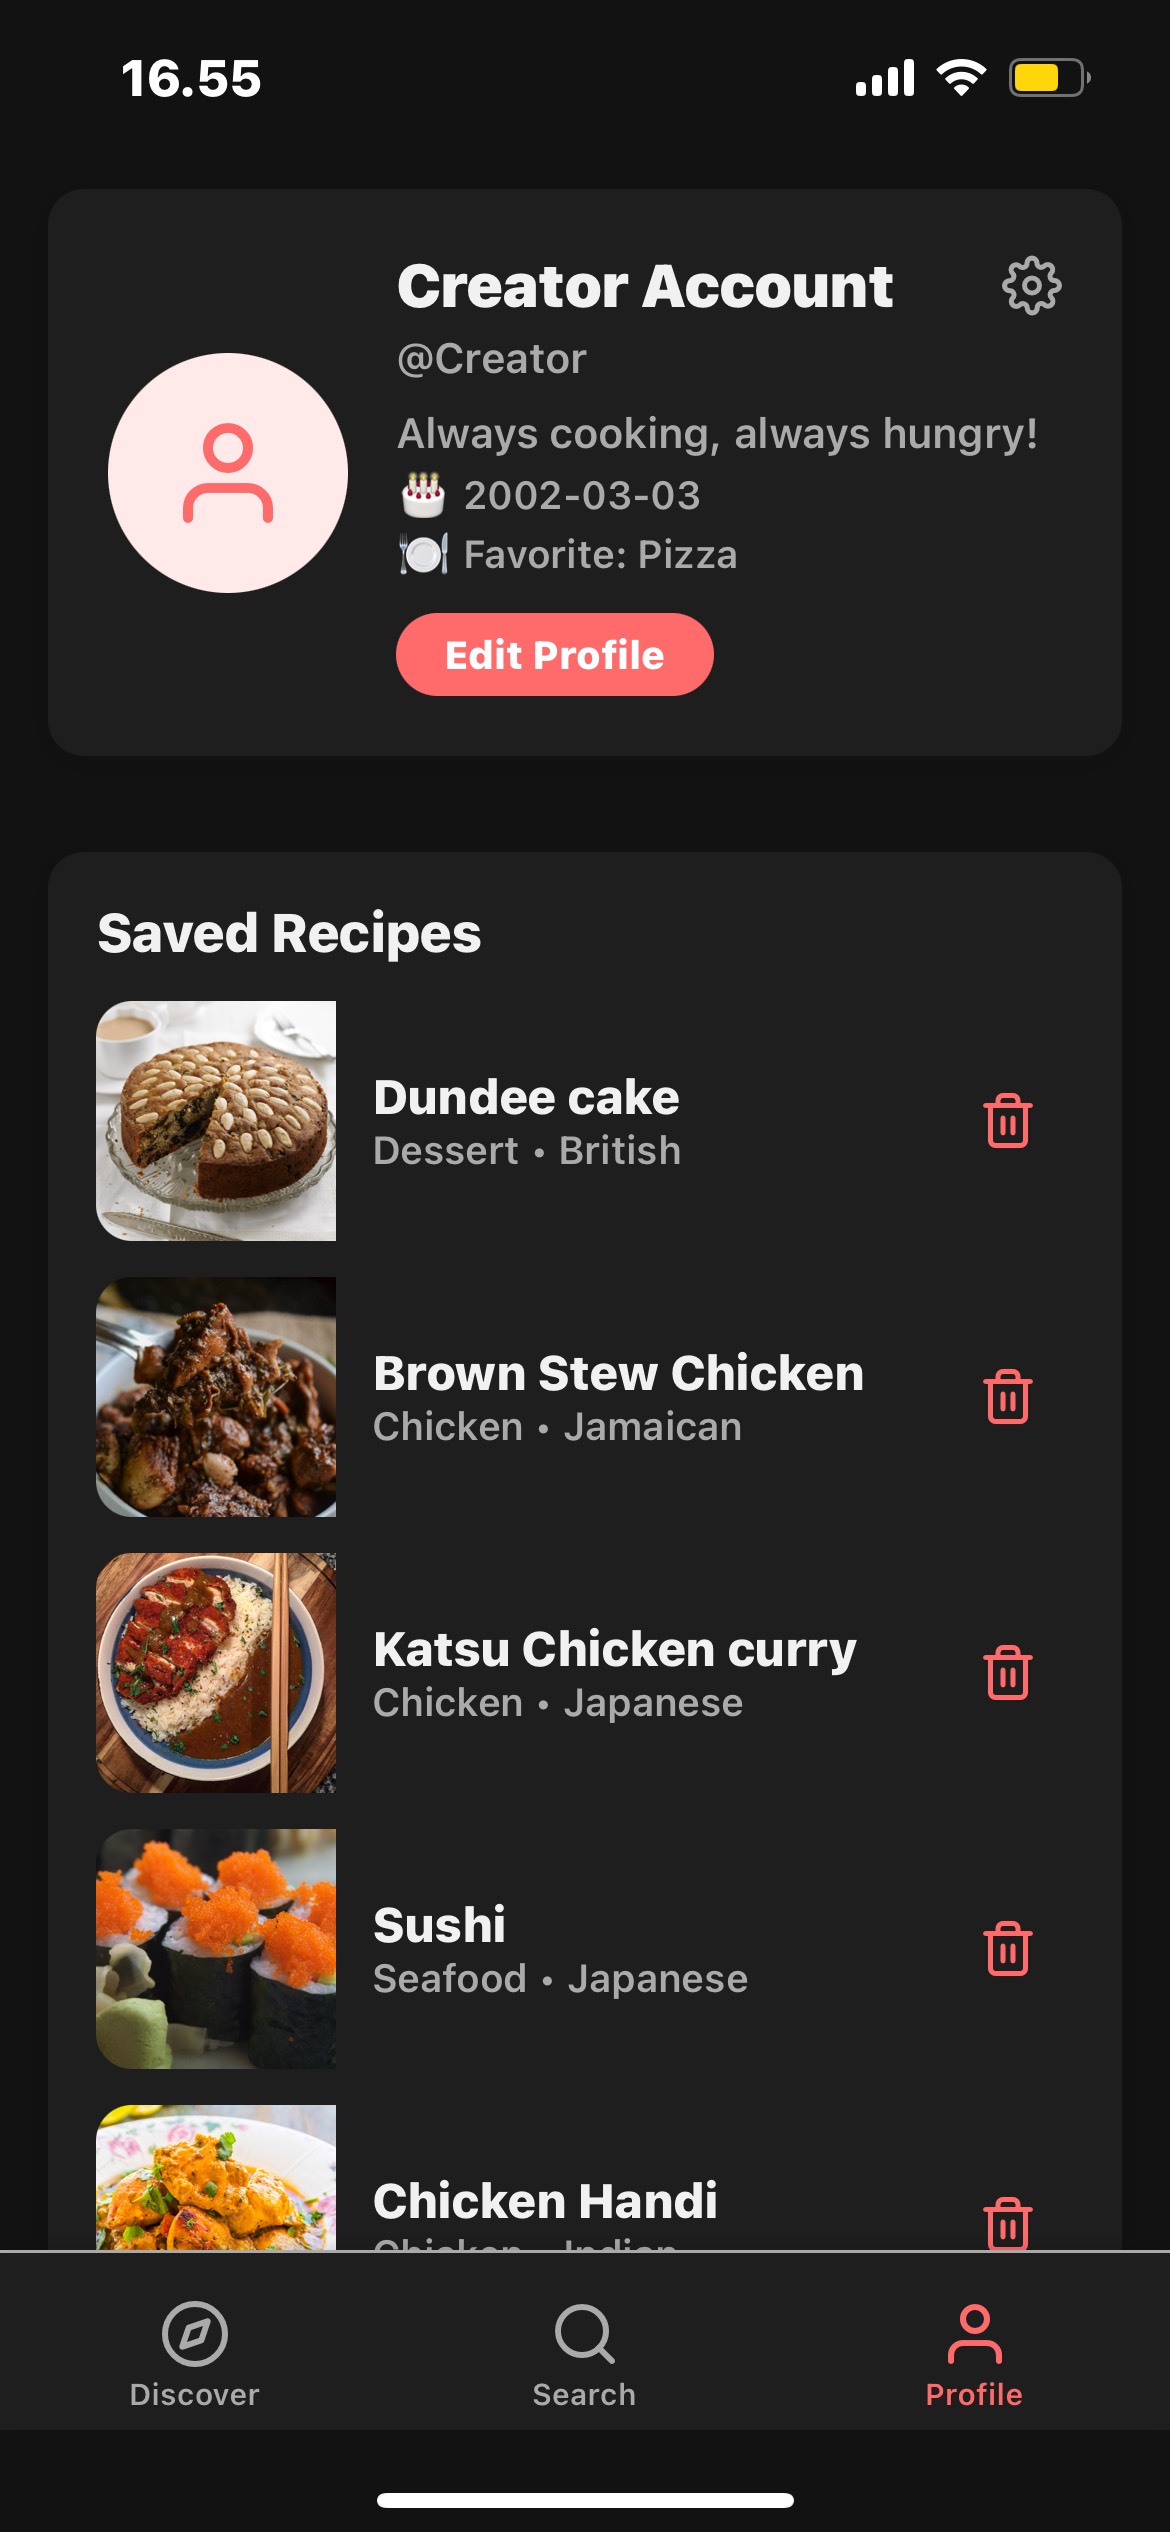 16.55
Creator Account
@Creator
Always cooking, always hungry!
🎂 2002-03-03
🍽️ Favorite: Pizza
Edit Profile
Saved Recipes
Dundee cake
Dessert • British
Brown Stew Chicken
Chicken • Jamaican
Katsu Chicken curry
Chicken • Japanese
Sushi
Seafood • Japanese
Chicken Handi
Chicken • Indian
Discover
Search
Profile